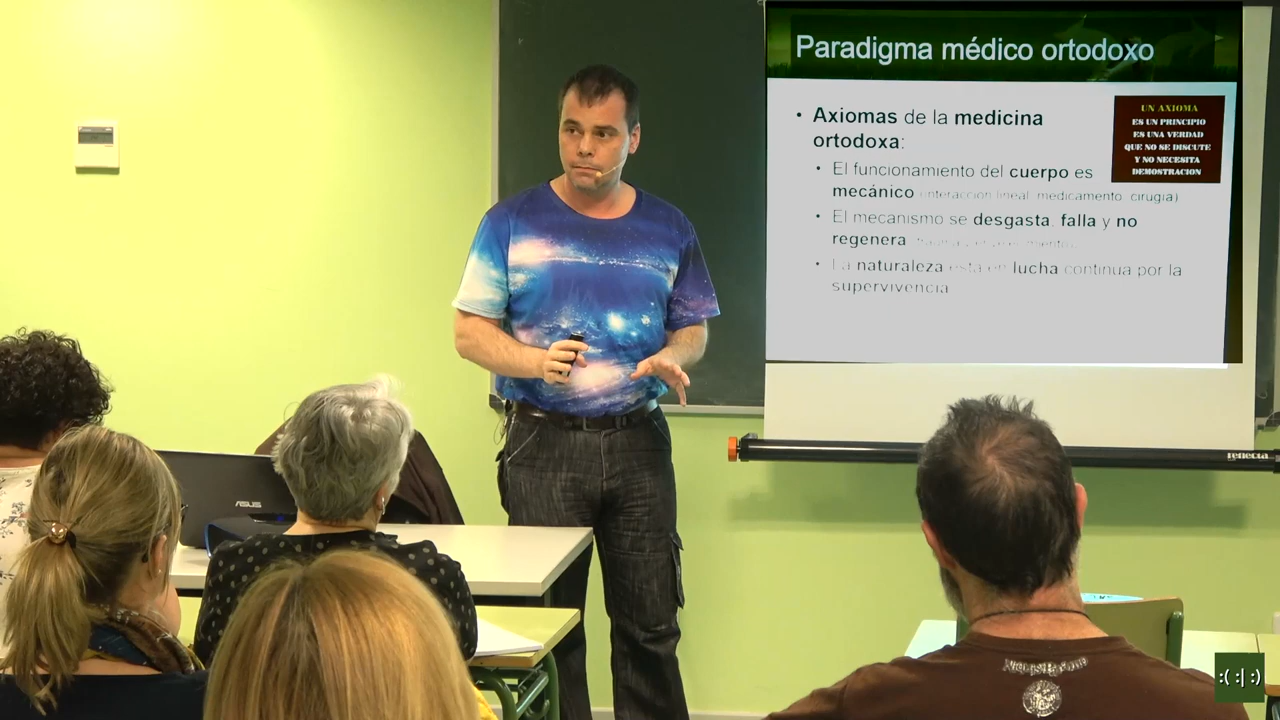 Paradigma médico ortodoxo
• Axiomas de la medicina
ortodoxa:
UN AXIOMA
ES UN PRINCIPIO
ES UNA VERDAD
QUE NO SE DISCUTE
Y NO NECESITA
DEMOSTRACION
• El funcionamiento del cuerpo es
mecánico (interacción lineal, medicamento, cirugía)
• El mecanismo se desgasta, falla y no
regenera
• La naturaleza está en lucha continua por la
supervivencia
ASUS
reflecta
:( | :)